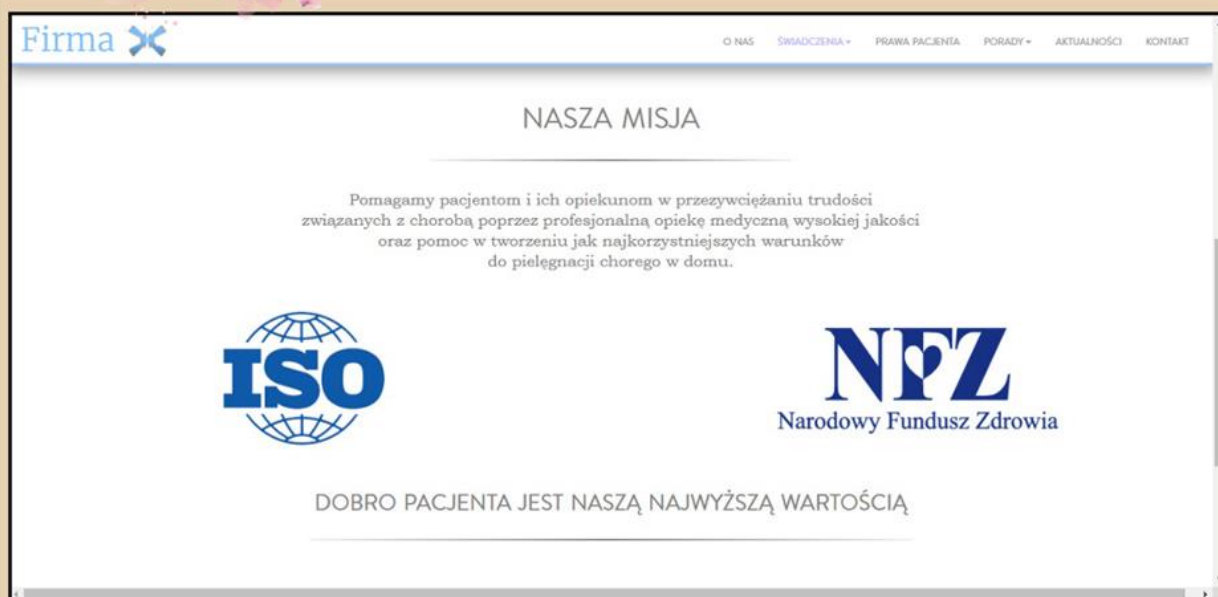 Firma
O NAS ŚWIADCZENIA PRAWA PACJENTA PORADY AKTUALNOŚCI KONTAKT
NASZA MISJA
Pomagamy pacjentom i ich opiekunom w przezywciężaniu trudości
związanych z chorobą poprzez profesjonalną opiekę medyczną wysokiej jakości
oraz pomoc w tworzeniu jak najkorzystniejszych warunków
do pielęgnacji chorego w domu.
ISO
NFZ
Narodowy Fundusz Zdrowia
DOBRO PACJENTA JEST NASZĄ NAJWYŻSZĄ WARTOŚCIĄ